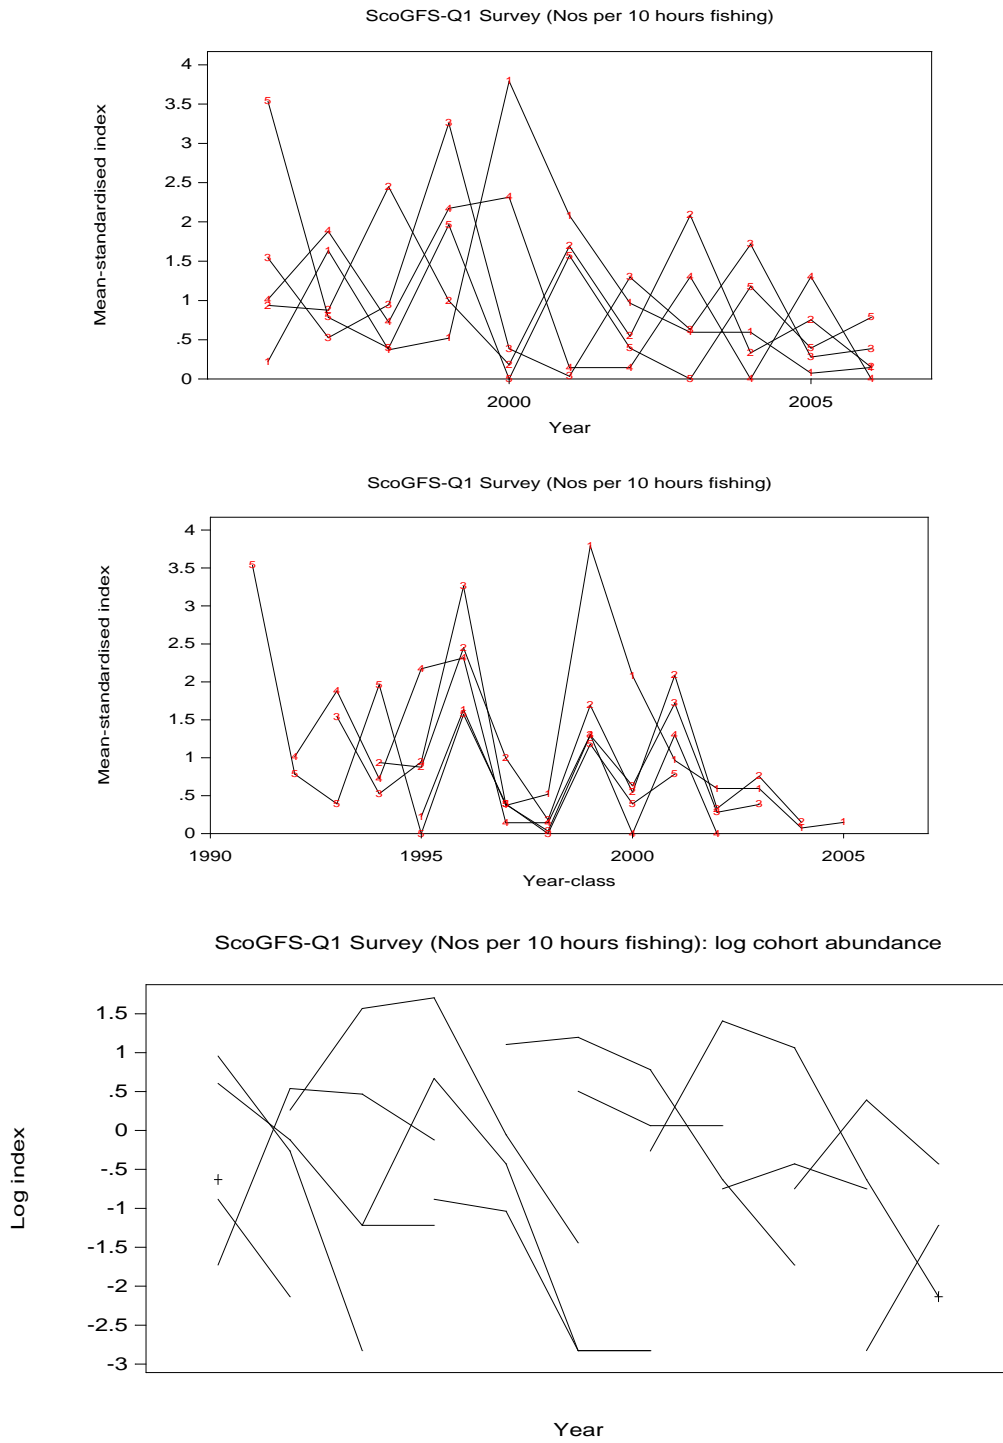 ScoGFS-Q1 Survey (Nos per 10 hours fishing)
Mean-standardised index
4
3.5
3
2.5
2
1.5
1
.5
0
2000 2005
Year
ScoGFS-Q1 Survey (Nos per 10 hours fishing)
Mean-standardised index
4
3.5
3
2.5
2
1.5
1
.5
0
1990 1995 2000 2005
Year-class
ScoGFS-Q1 Survey (Nos per 10 hours fishing): log cohort abundance
Log index
1.5
1
.5
0
-.5
-1
-1.5
-2
-2.5
-3
Year